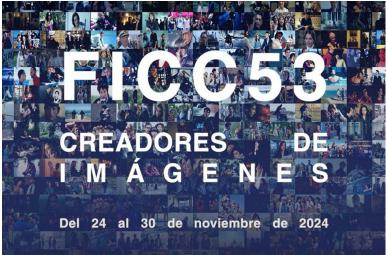 FICC53
CREADORES DE
IMÁGENES
Del 24 al 30 de noviembre de 2024